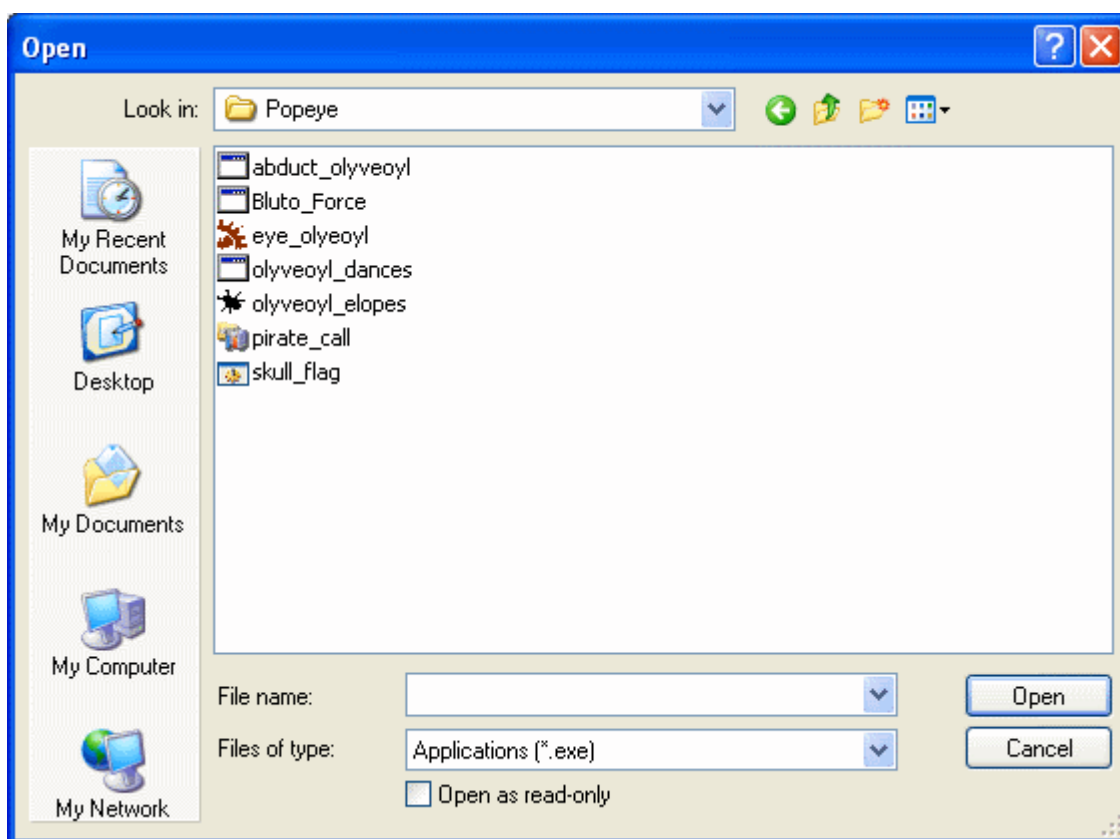 Open
Look in: Popeye
abduct_olyveoyl
Bluto_Force
eye_olyeoyl
olyveoyl_dances
olyveoyl_elopes
pirate_call
skull_flag
My Recent
Documents
Desktop
My Documents
My Computer
My Network
File name: Open
Files of type: Applications (*.exe) Cancel
Open as read-only